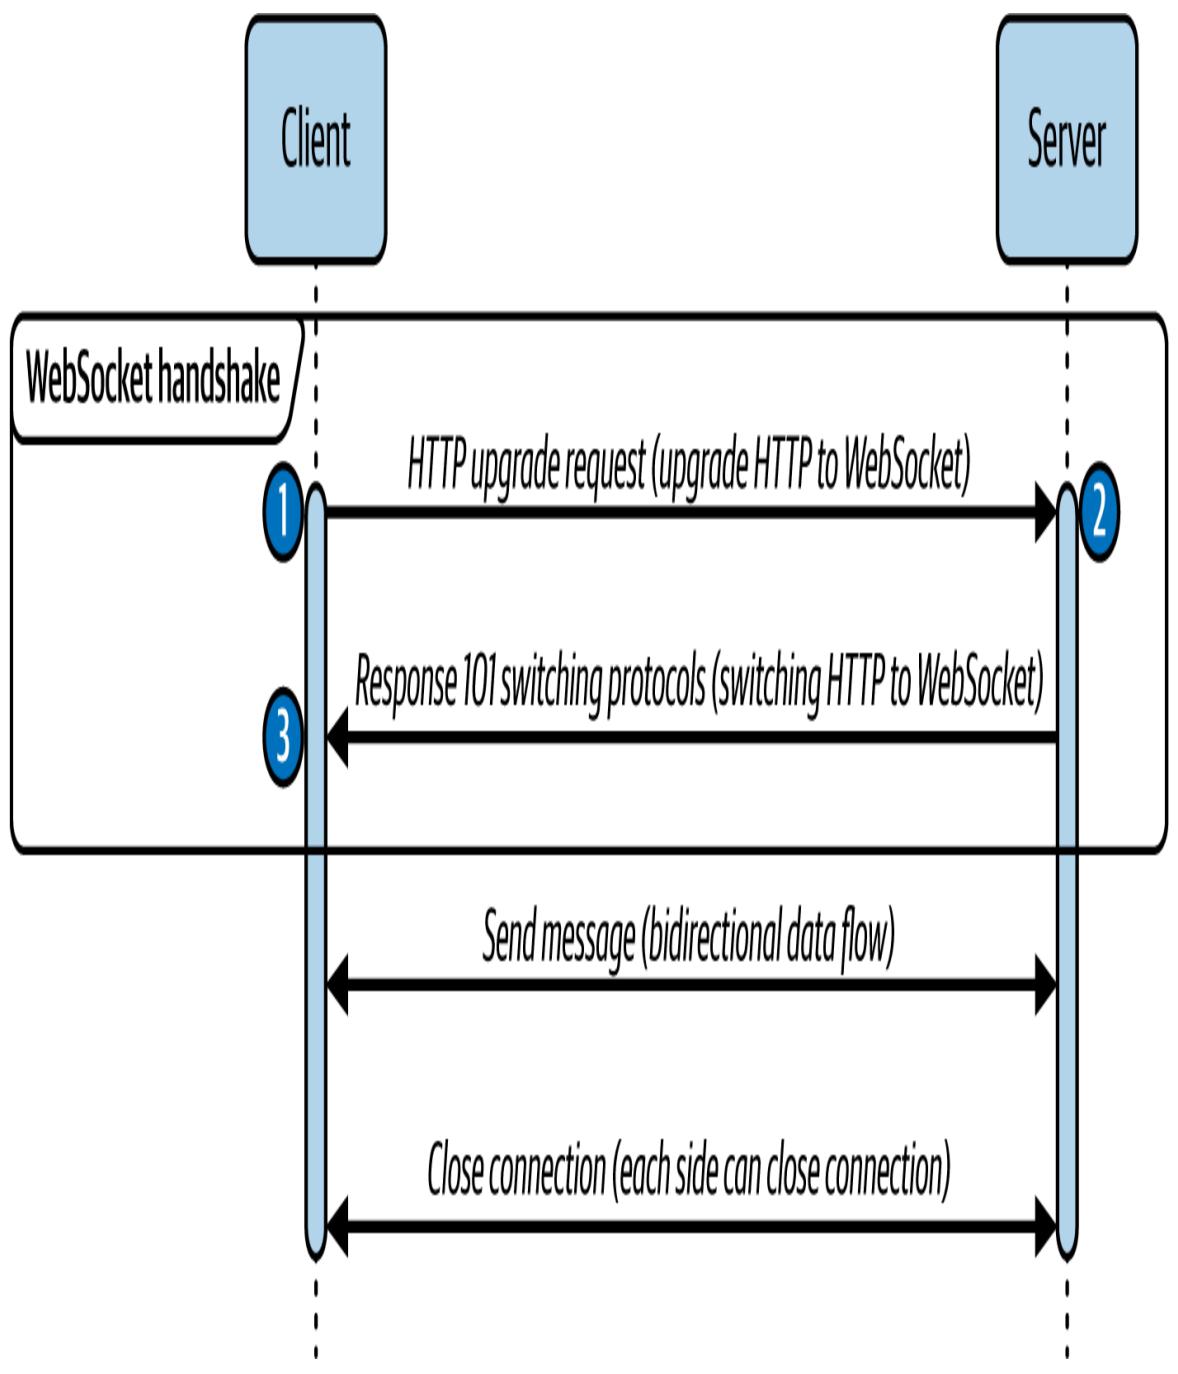 Client
Server
WebSocket handshake
HTTP upgrade request (upgrade HTTP to WebSocket)
1
2
Response 101 switching protocols (switching HTTP to WebSocket)
3
Send message (bidirectional data flow)
Close connection (each side can close connection)